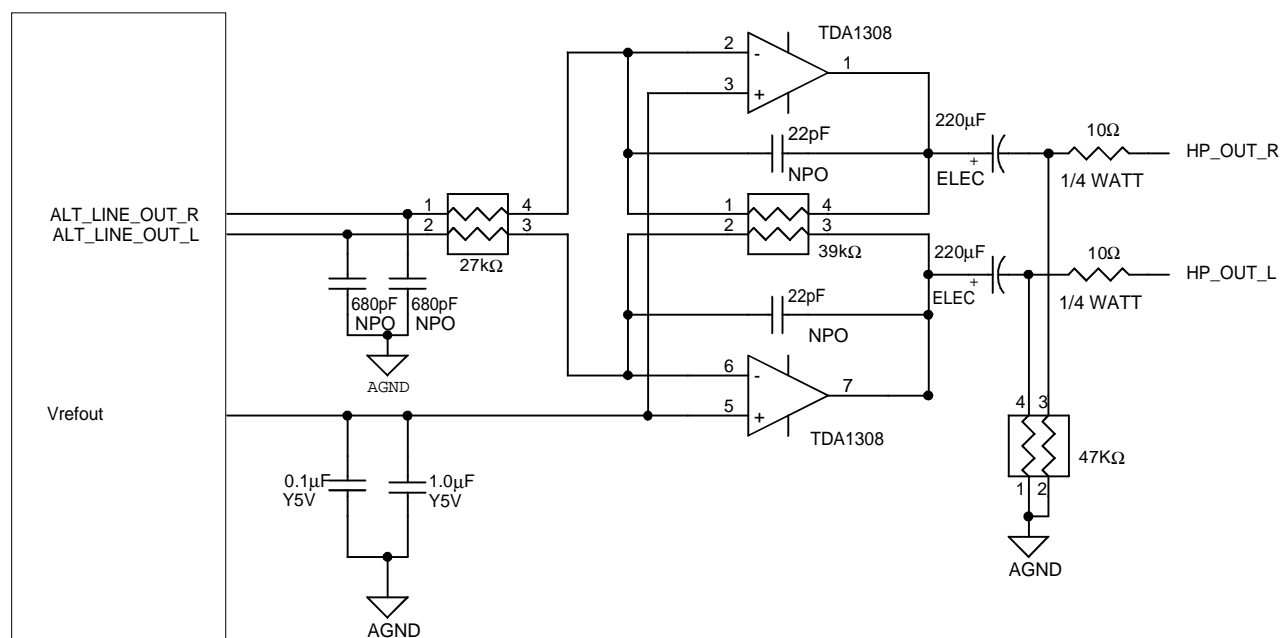 TDA1308
2
-
1
3
+
220µF
22pF
10Ω
HP_OUT_R
NPO
+
ELEC
1/4 WATT
ALT_LINE_OUT_R
1
4
1
4
ALT_LINE_OUT_L
2
3
2
3
27kΩ
39kΩ
220µF
10Ω
HP_OUT_L
680pF
NPO
680pF
NPO
22pF
+
ELEC
1/4 WATT
NPO
AGND
6
-
7
Vrefout
5
+
TDA1308
4
3
47KΩ
0.1µF
Y5V
1.0µF
Y5V
1
2
AGND
AGND